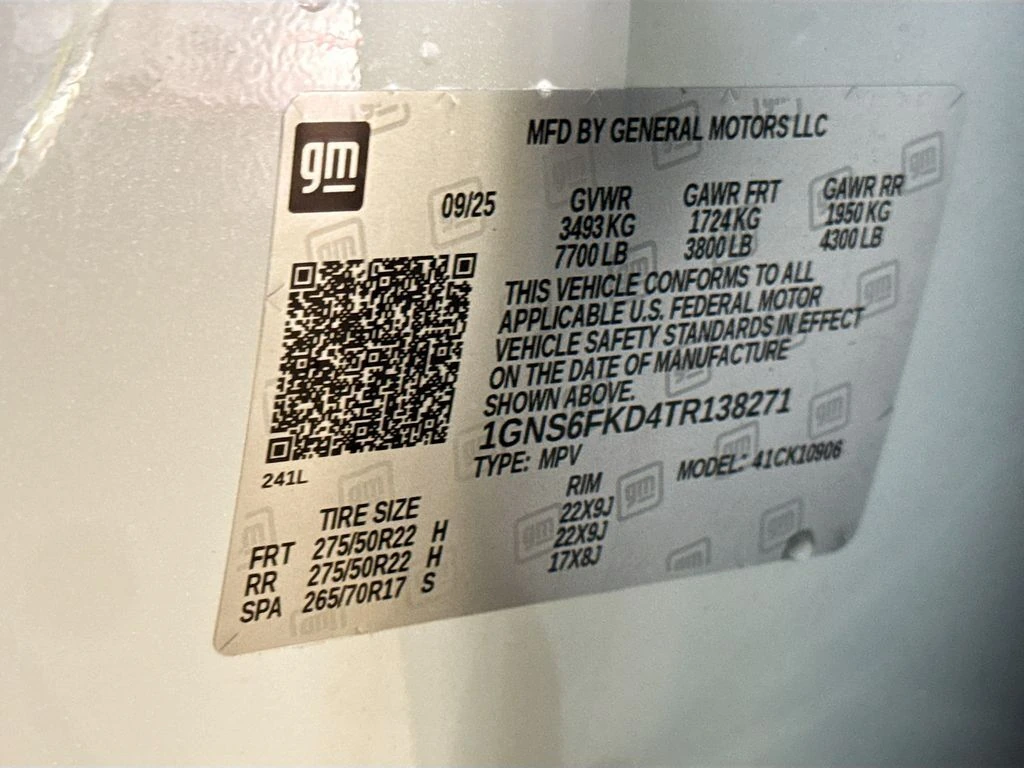 gm
MFD BY GENERAL MOTORS LLC
09/25
GVWR GAWR FRT GAWR RR
3493 KG 1724 KG 1950 KG
7700 LB 3800 LB 4300 LB
THIS VEHICLE CONFORMS TO ALL
APPLICABLE U.S. FEDERAL MOTOR
VEHICLE SAFETY STANDARDS IN EFFECT
ON THE DATE OF MANUFACTURE
SHOWN ABOVE.
1GNS6FKD4TR138271
TYPE: MPV MODEL: 41CK10906
241L
TIRE SIZE RIM
FRT 275/50R22 H 22X9J
RR 275/50R22 H 22X9J
SPA 265/70R17 S 17X8J